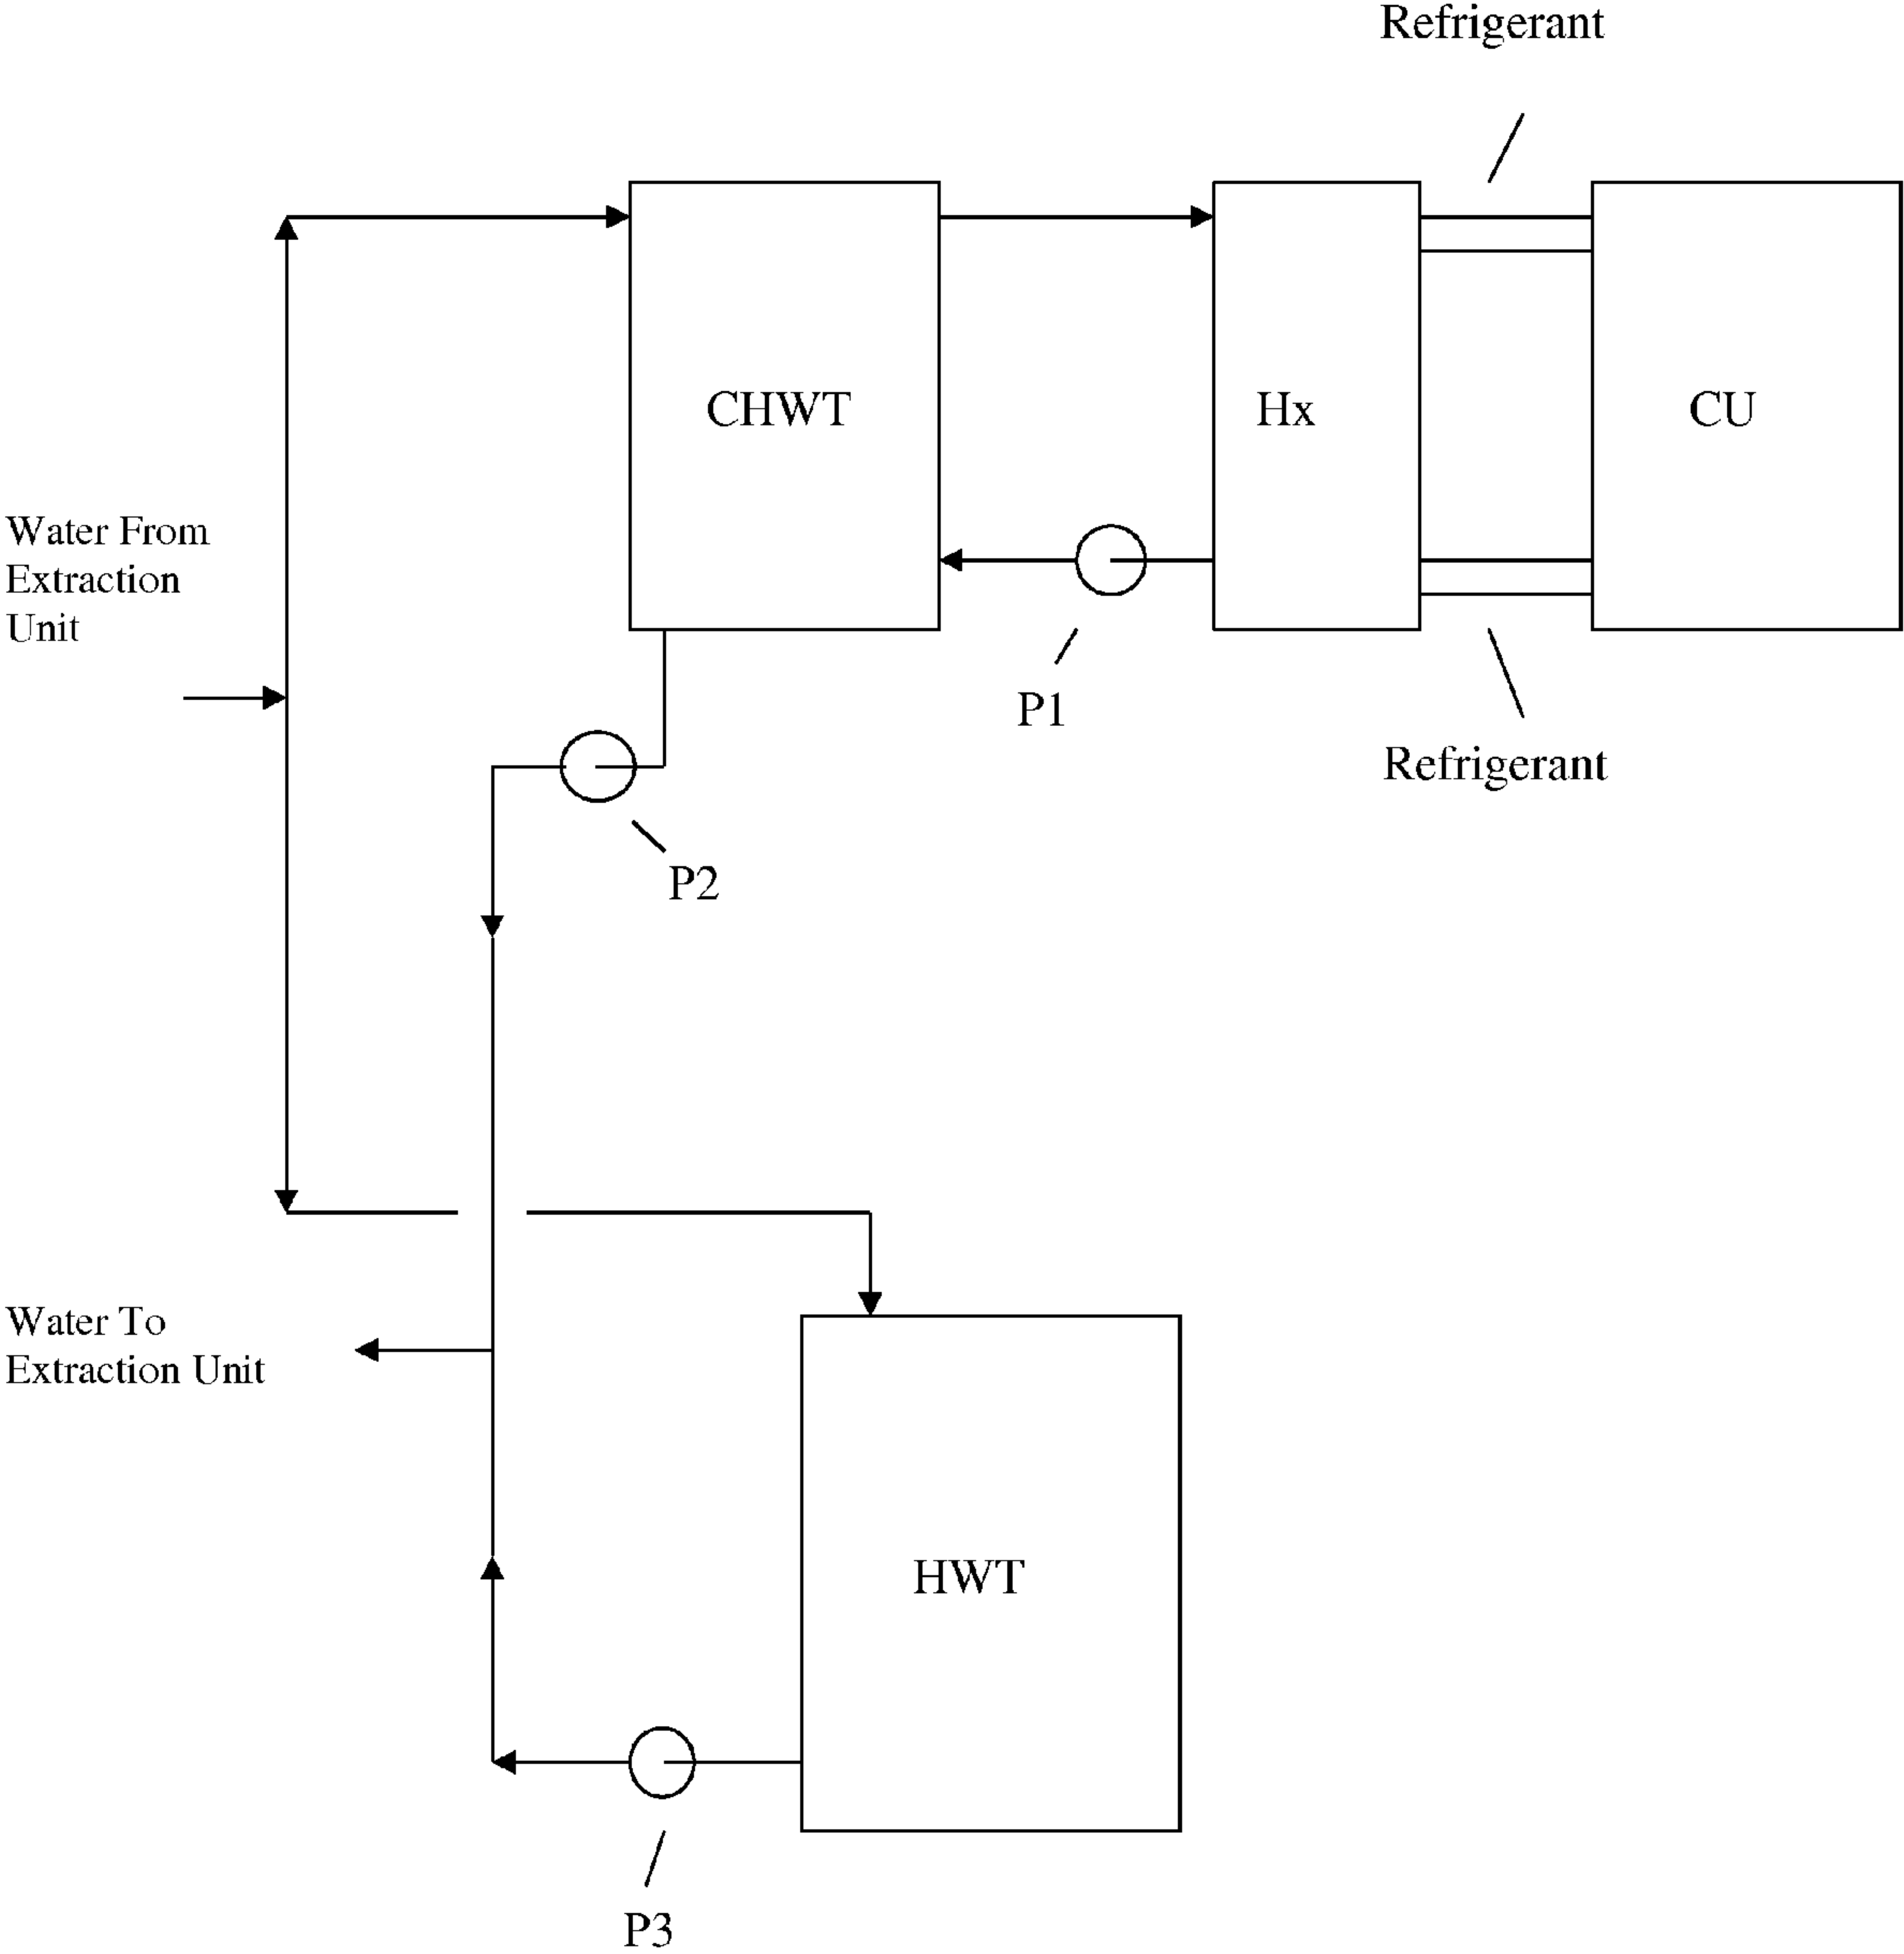 Refrigerant
CHWT
Hx
CU
Water From
Extraction
Unit
P1
Refrigerant
P2
Water To
Extraction Unit
HWT
P3